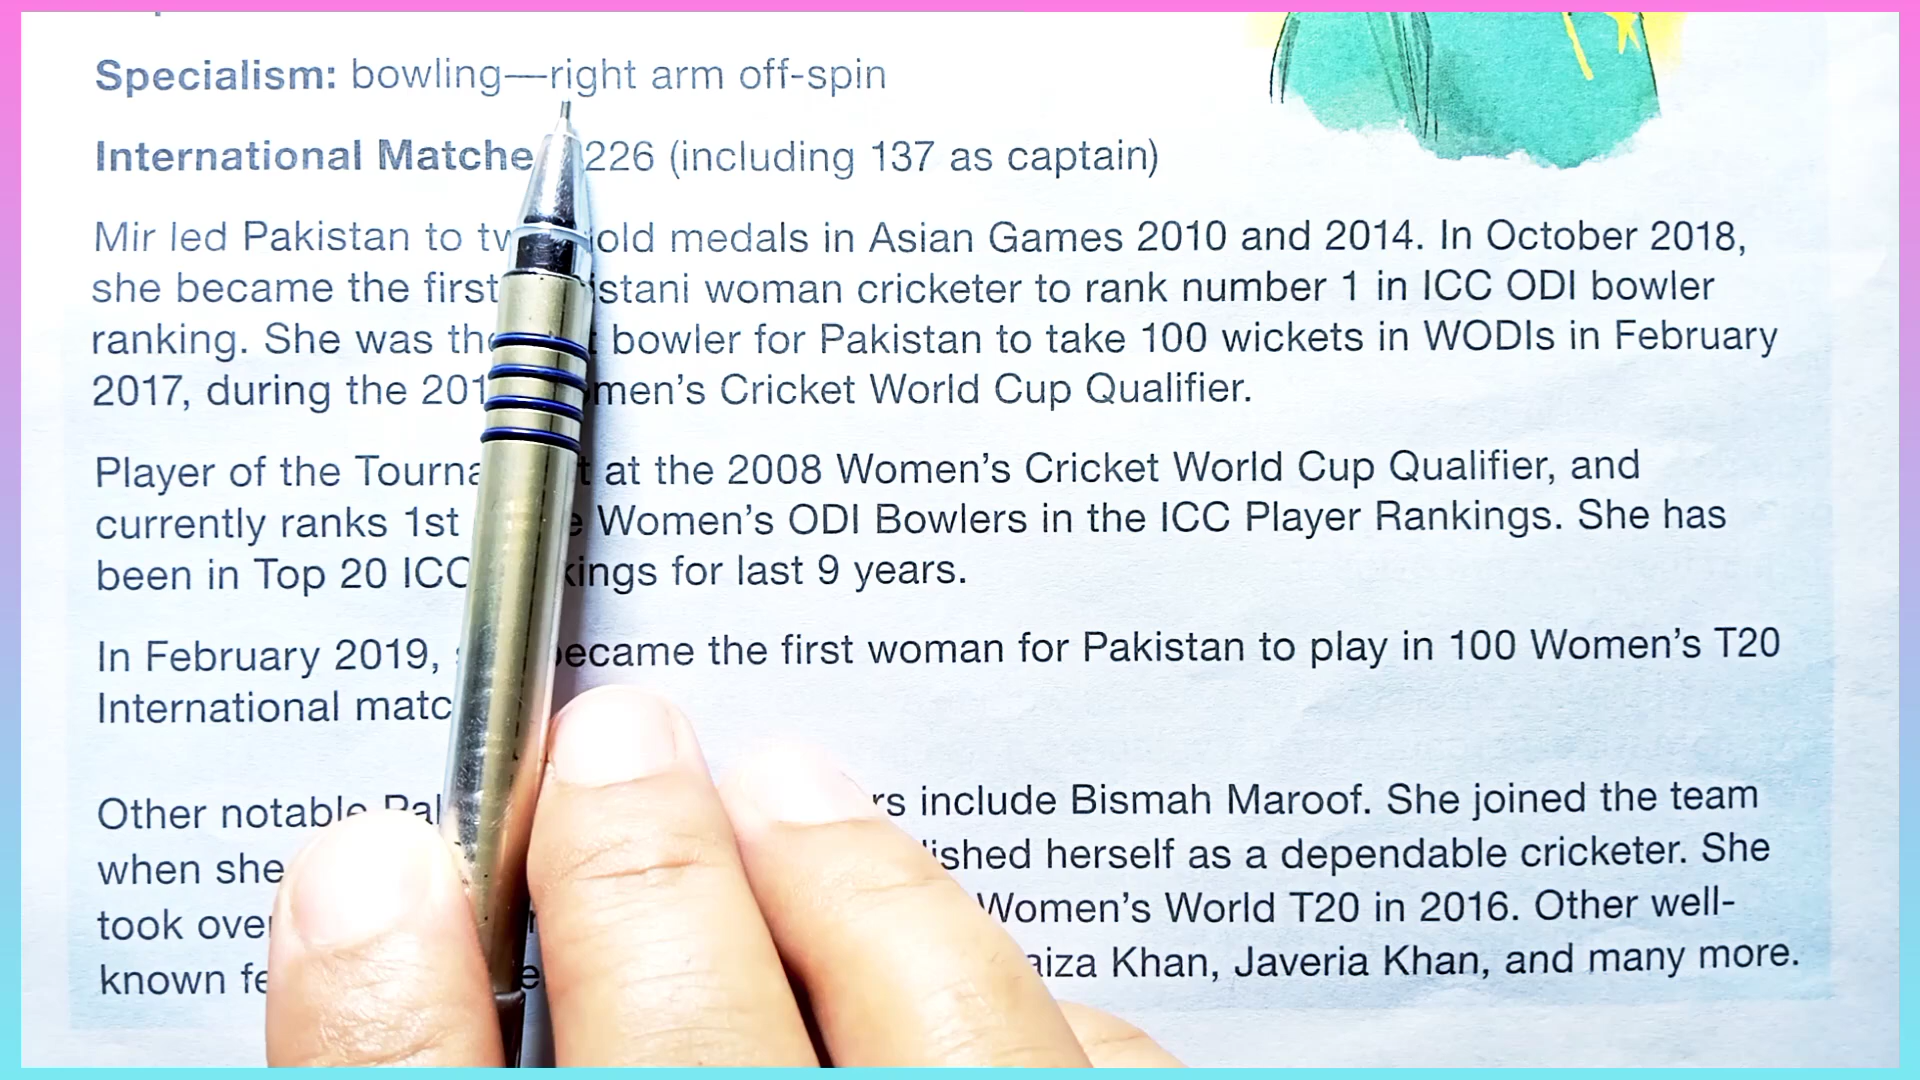 Specialism: bowling—right arm off-spin
International Matche 226 (including 137 as captain)
Mir led Pakistan to medals in Asian Games 2010 and 2014. In October 2018,
she became the first woman cricketer to rank number 1 in ICC ODI bowler
ranking. She was bowler for Pakistan to take 100 wickets in WODIs in February
2017, during the Cricket World Cup Qualifier.
Player of the at the 2008 Women's Cricket World Cup Qualifier, and
currently ranks 1st Women's ODI Bowlers in the ICC Player Rankings. She has
been in Top 20 for last 9 years.
In February 2019, became the first woman for Pakistan to play in 100 Women's T20
International
Other notable include Bismah Maroof. She joined the team
when she herself as a dependable cricketer. She
took Women's World T20 in 2016. Other well-
known Khan, Javeria Khan, and many more.